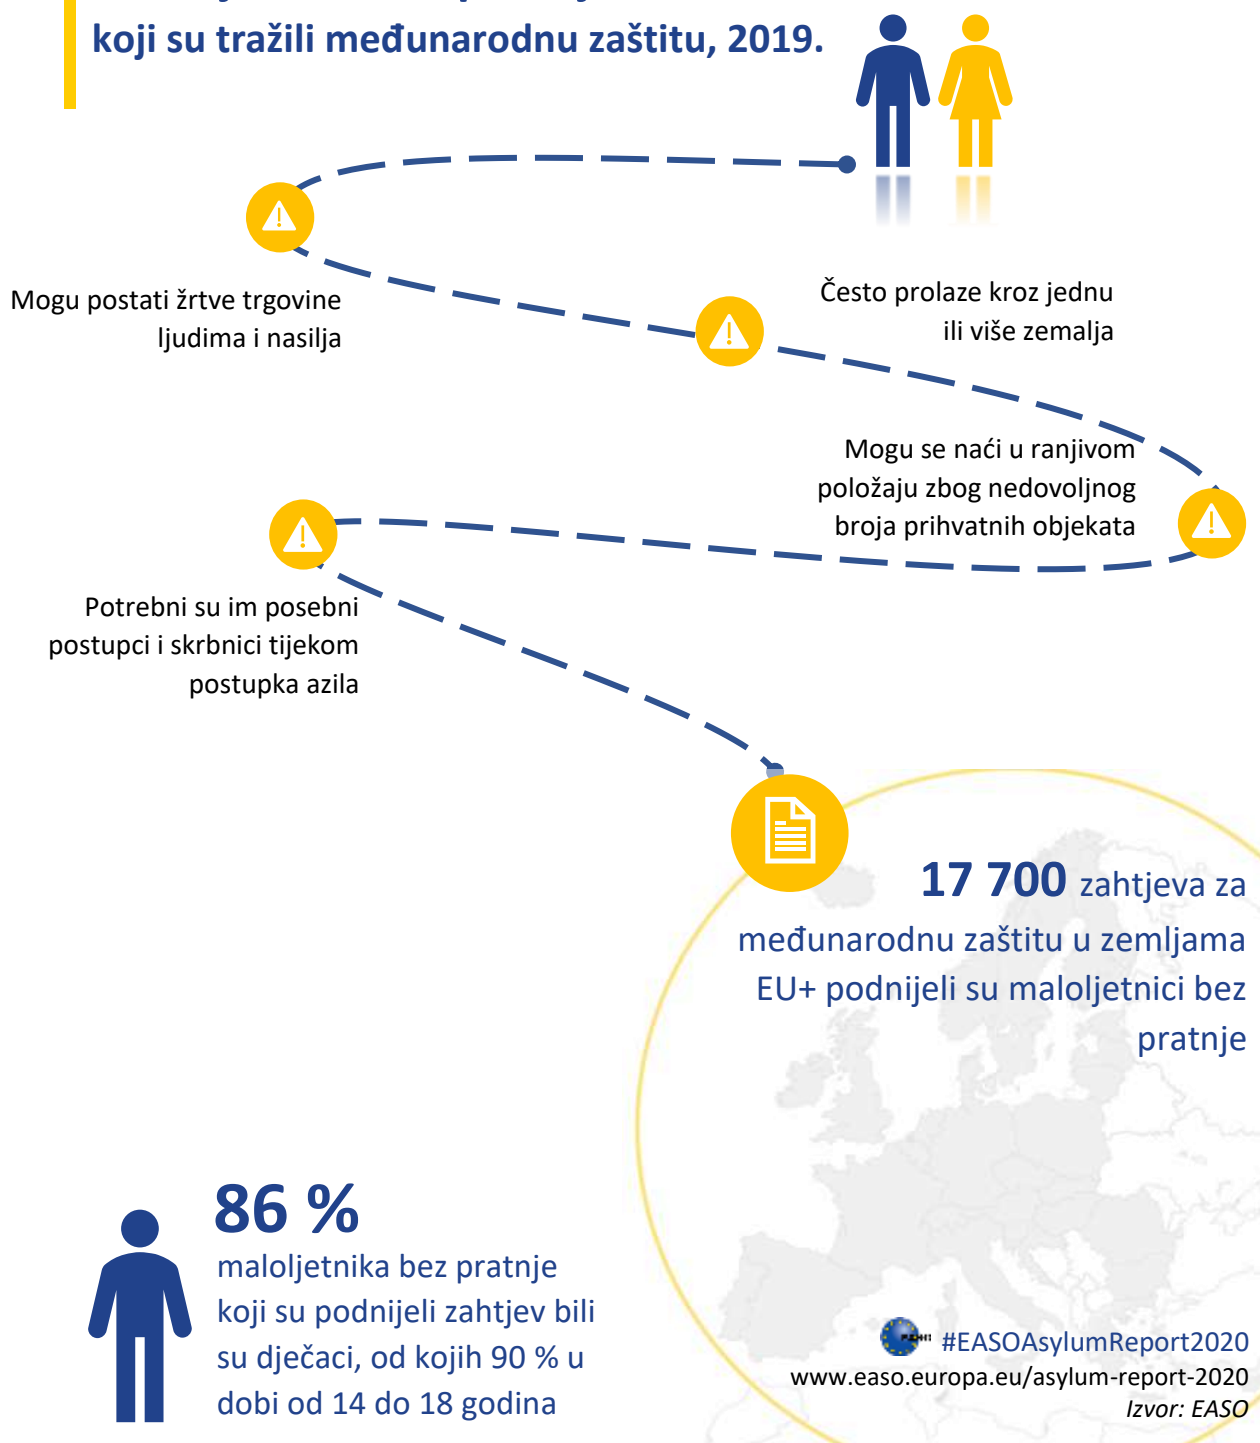 koji su tražili međunarodnu zaštitu, 2019.
Mogu postati žrtve trgovine
ljudima i nasilja
Često prolaze kroz jednu
ili više zemalja
Mogu se naći u ranjivom
položaju zbog nedovoljnog
broja prihvatnih objekata
Potrebni su im posebni
postupci i skrbnici tijekom
postupka azila
17 700 zahtjeva za
međunarodnu zaštitu u zemljama
EU+ podnijeli su maloljetnici bez
pratnje
86 %
maloljetnika bez pratnje
koji su podnijeli zahtjev bili
su dječaci, od kojih 90 % u
dobi od 14 do 18 godina
#EASOAsylumReport2020
www.easo.europa.eu/asylum-report-2020
Izvor: EASO